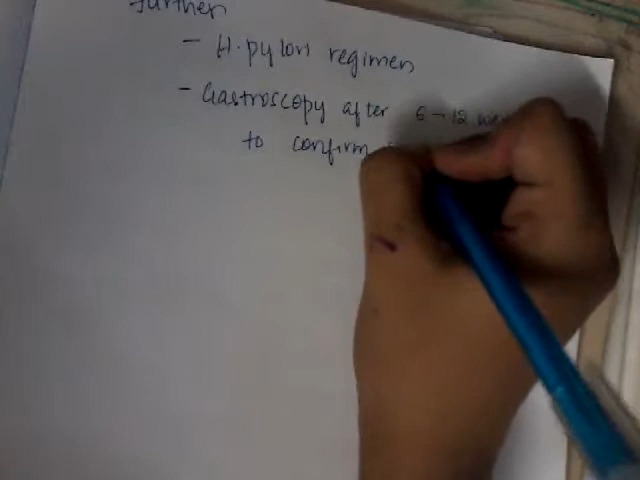 further
- H.pylori regimen
- Gastroscopy after 6-12
to confirm